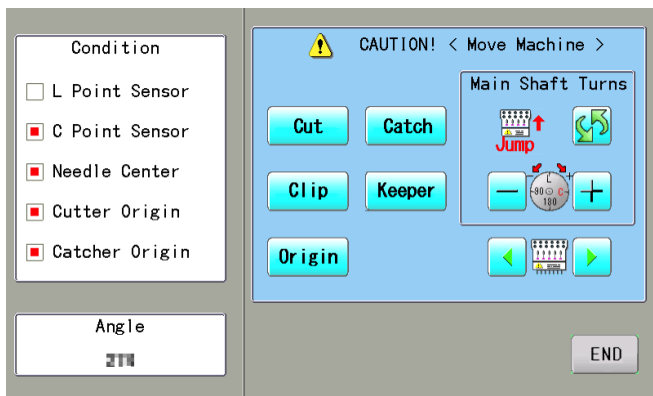 Condition
L Point Sensor
C Point Sensor
Needle Center
Cutter Origin
Catcher Origin
Angle
CAUTION! < Move Machine >
Main Shaft Turns
Jump
Cut
Catch
Clip
Keeper
Origin
L
-90
C
180
END